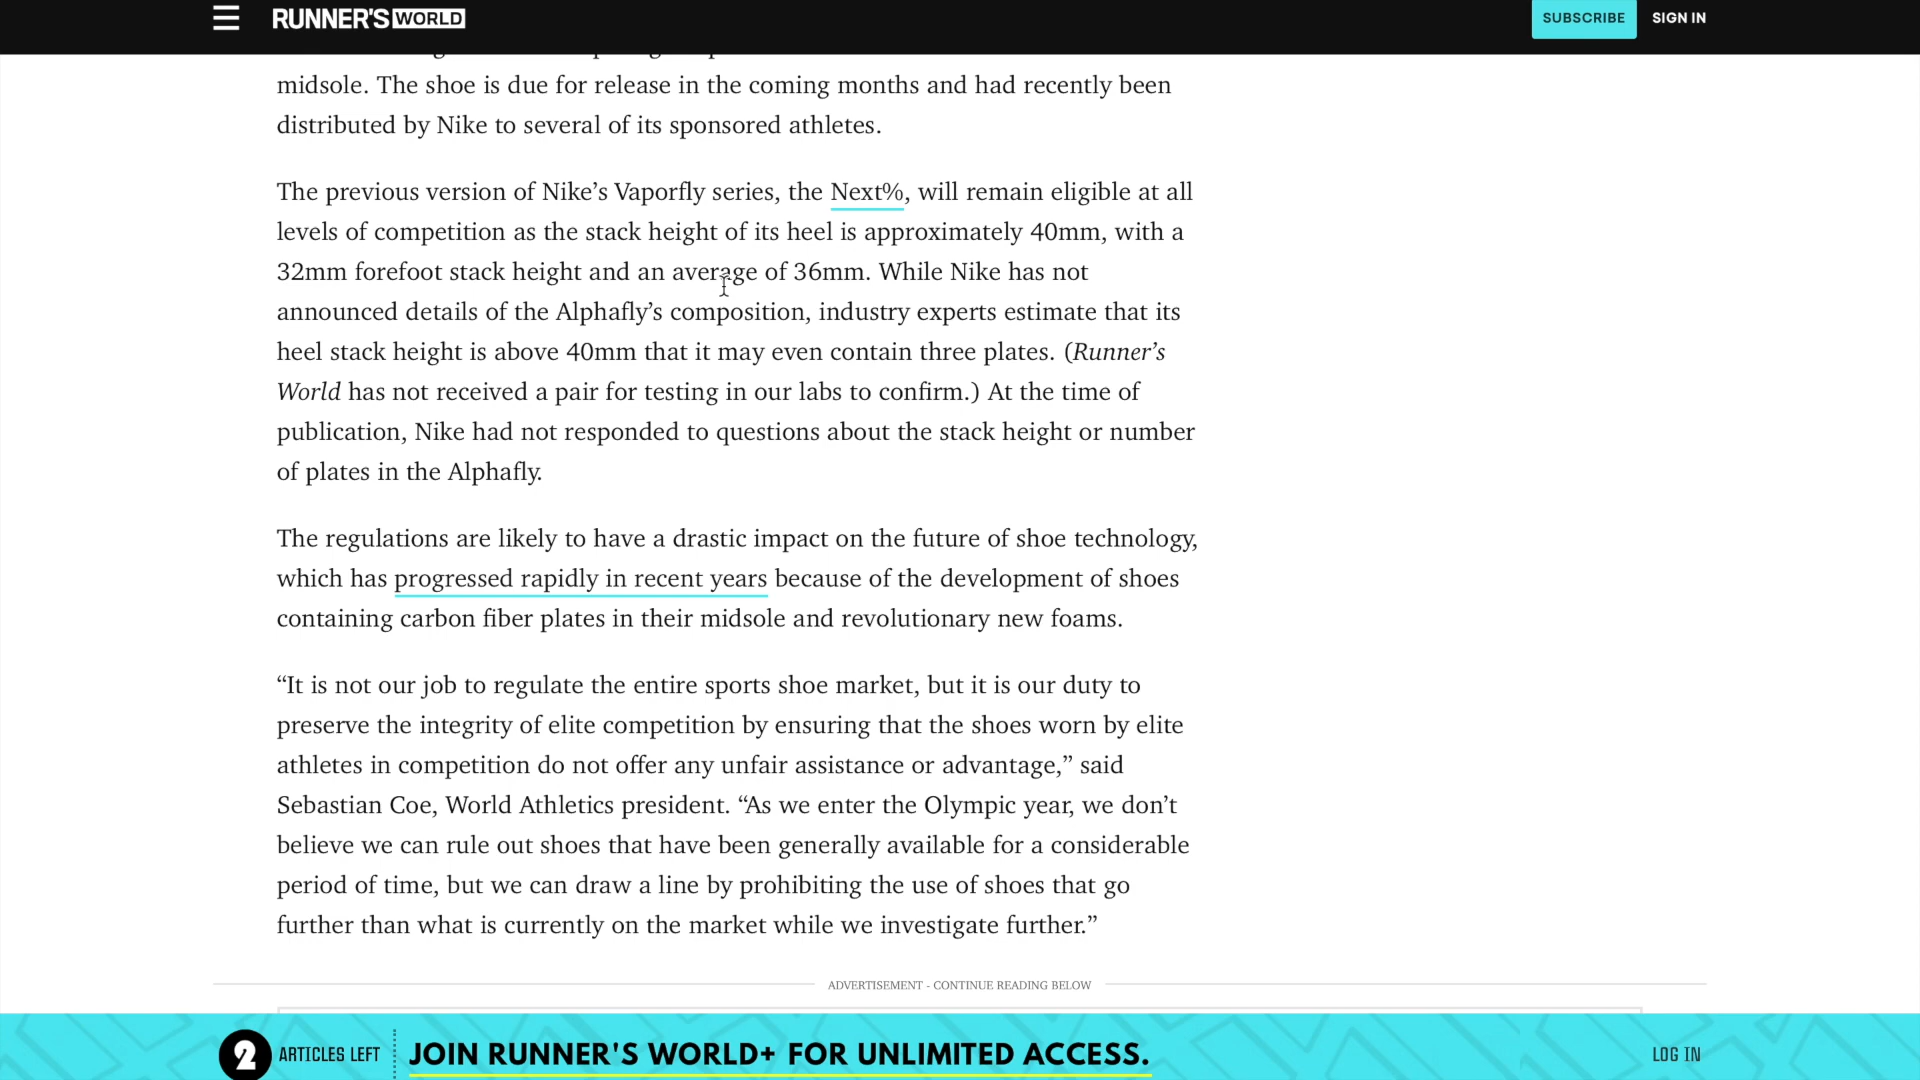 RUNNER'S WORLD
SUBSCRIBE
SIGN IN
midsole. The shoe is due for release in the coming months and had recently been
distributed by Nike to several of its sponsored athletes.
The previous version of Nike’s Vaporfly series, the Next%, will remain eligible at all
levels of competition as the stack height of its heel is approximately 40mm, with a
32mm forefoot stack height and an average of 36mm. While Nike has not
announced details of the Alphafly’s composition, industry experts estimate that its
heel stack height is above 40mm that it may even contain three plates. (Runner’s
World has not received a pair for testing in our labs to confirm.) At the time of
publication, Nike had not responded to questions about the stack height or number
of plates in the Alphafly.
The regulations are likely to have a drastic impact on the future of shoe technology,
which has progressed rapidly in recent years because of the development of shoes
containing carbon fiber plates in their midsole and revolutionary new foams.
“It is not our job to regulate the entire sports shoe market, but it is our duty to
preserve the integrity of elite competition by ensuring that the shoes worn by elite
athletes in competition do not offer any unfair assistance or advantage,” said
Sebastian Coe, World Athletics president. “As we enter the Olympic year, we don’t
believe we can rule out shoes that have been generally available for a considerable
period of time, but we can draw a line by prohibiting the use of shoes that go
further than what is currently on the market while we investigate further.”
ADVERTISEMENT - CONTINUE READING BELOW
2 ARTICLES LEFT
JOIN RUNNER'S WORLD+ FOR UNLIMITED ACCESS.
LOG IN